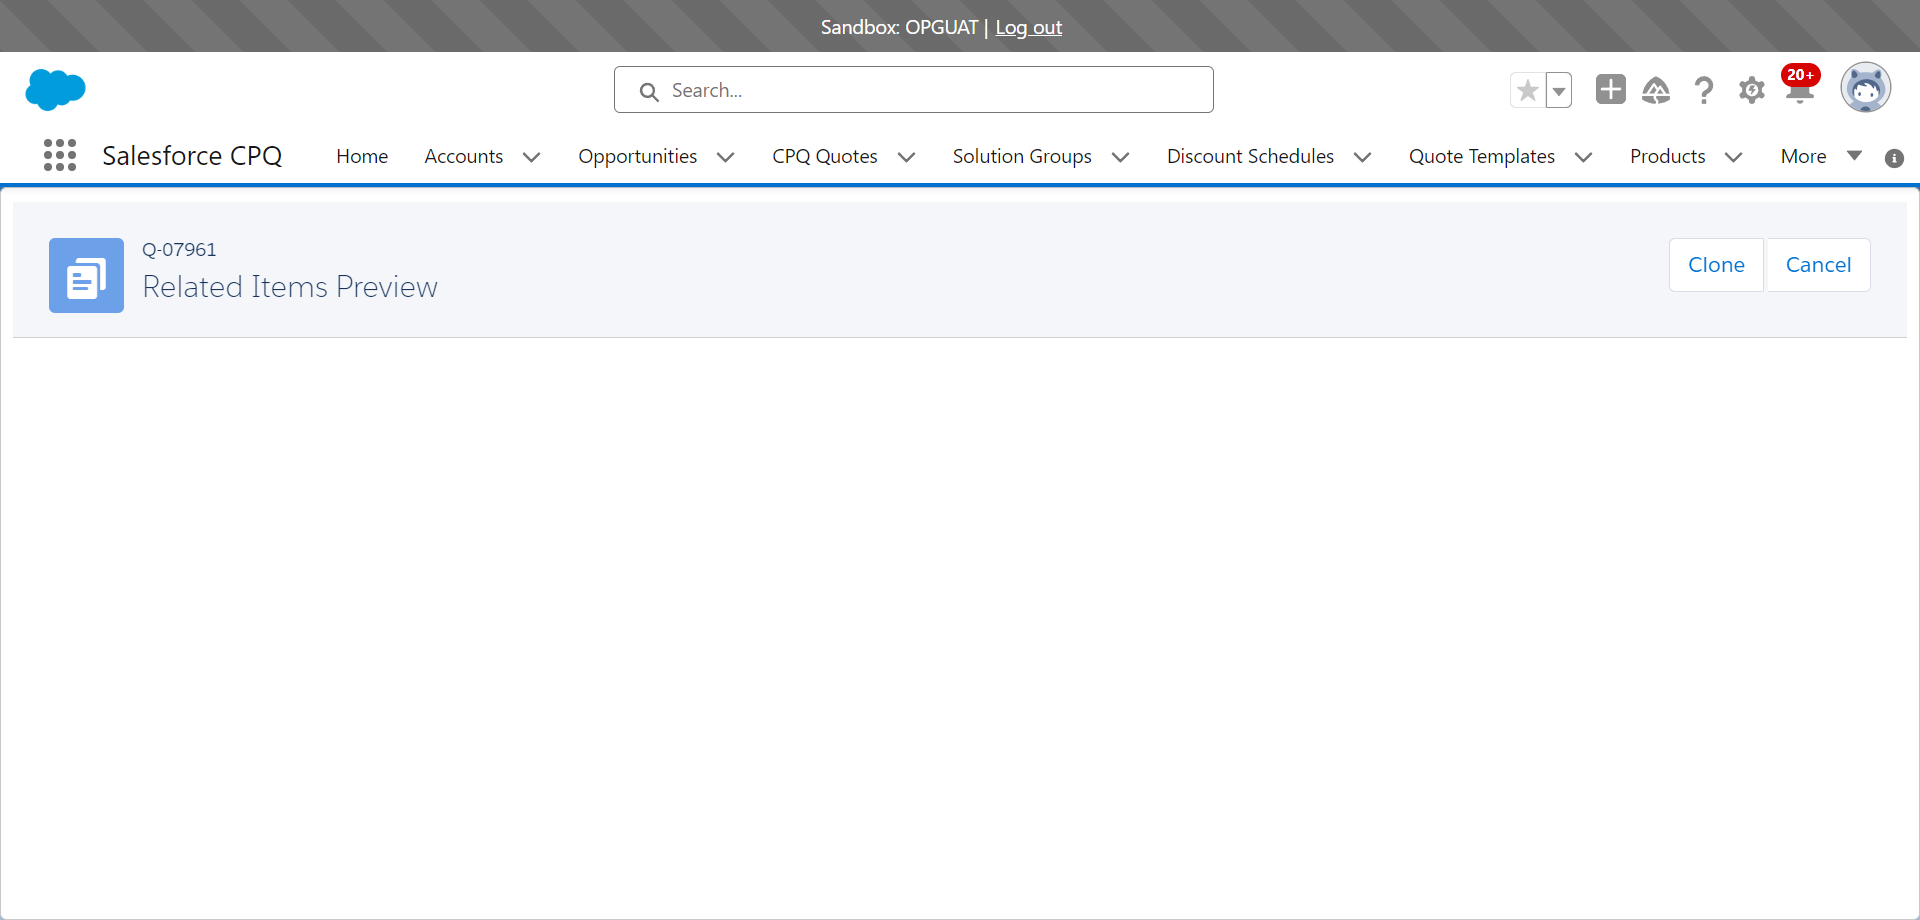 Sandbox: OPGUAT | Log out
Search...
20+
Salesforce CPQ Home Accounts Opportunities CPQ Quotes Solution Groups Discount Schedules Quote Templates Products More
Q-07961
Related Items Preview
Clone Cancel